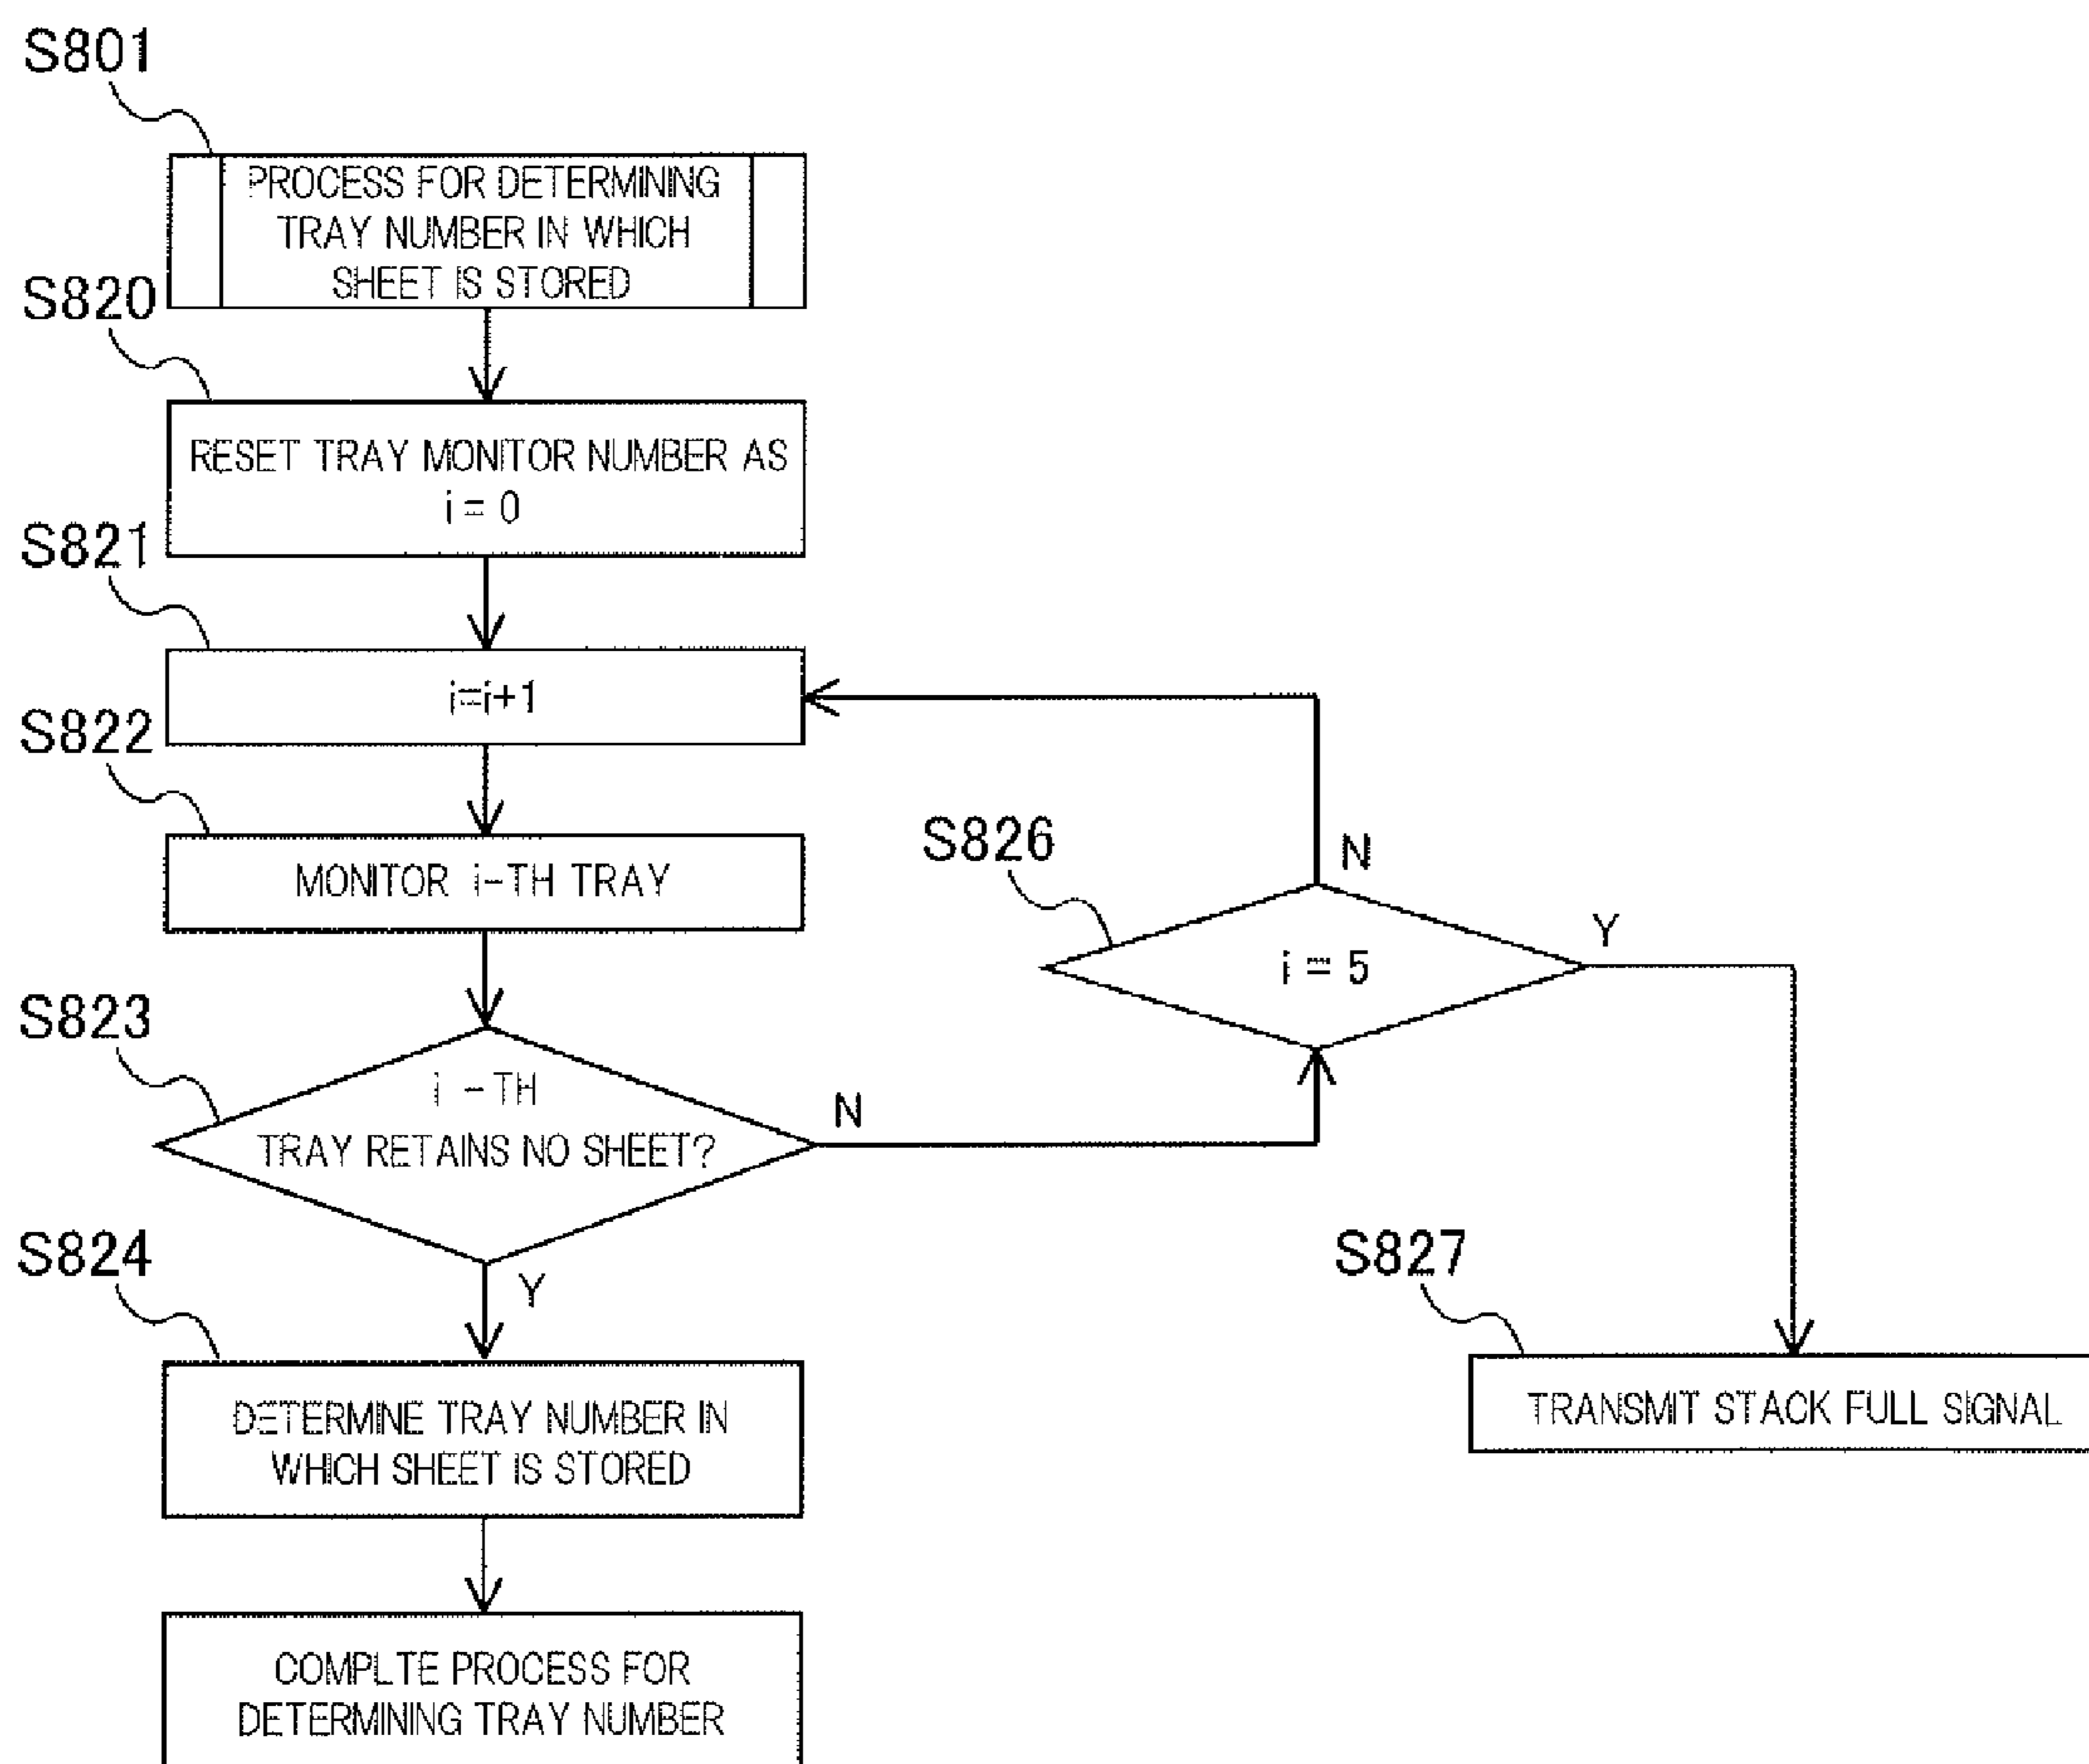 S801
PROCESS FOR DETERMINING
TRAY NUMBER IN WHICH
SHEET IS STORED
S820
RESET TRAY MONITOR NUMBER AS
i = 0
S821
i=i+1
S822
MONITOR i-TH TRAY
S826
N
i = 5
Y
S823
i -TH
TRAY RETAINS NO SHEET?
N
Y
S824
DETERMINE TRAY NUMBER IN
WHICH SHEET IS STORED
S827
TRANSMIT STACK FULL SIGNAL
COMPLTE PROCESS FOR
DETERMINING TRAY NUMBER